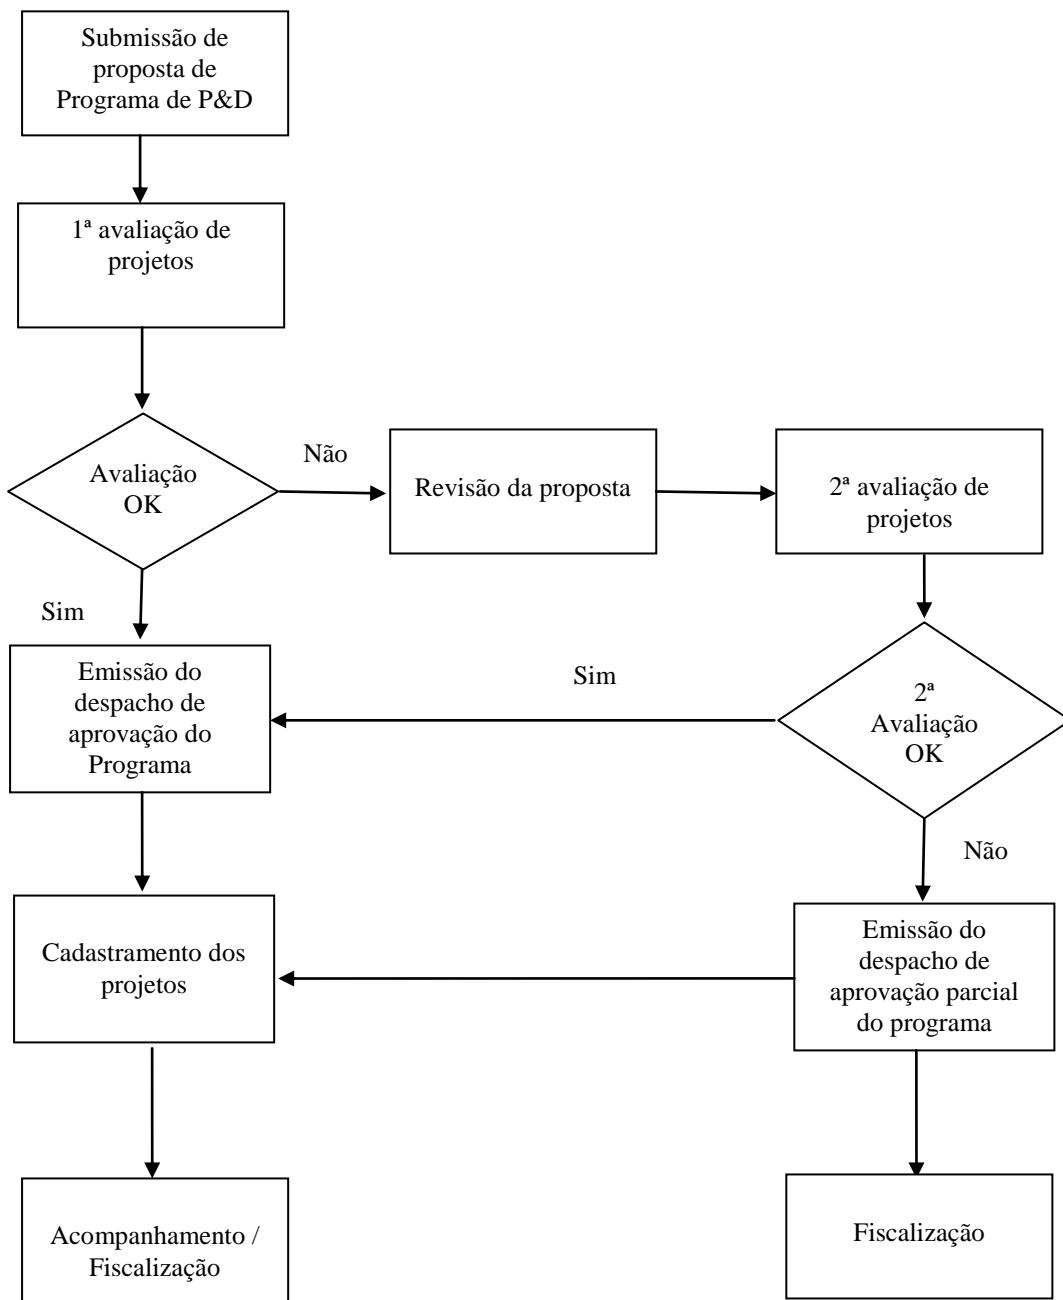 Submissão de
proposta de
Programa de P&D
1ª avaliação de
projetos
Avaliação
OK
Não
Revisão da proposta
2ª avaliação de
projetos
Sim
Emissão do
despacho de
aprovação do
Programa
Sim
2ª
Avaliação
OK
Não
Cadastramento dos
projetos
Emissão do
despacho de
aprovação parcial
do programa
Acompanhamento /
Fiscalização
Fiscalização